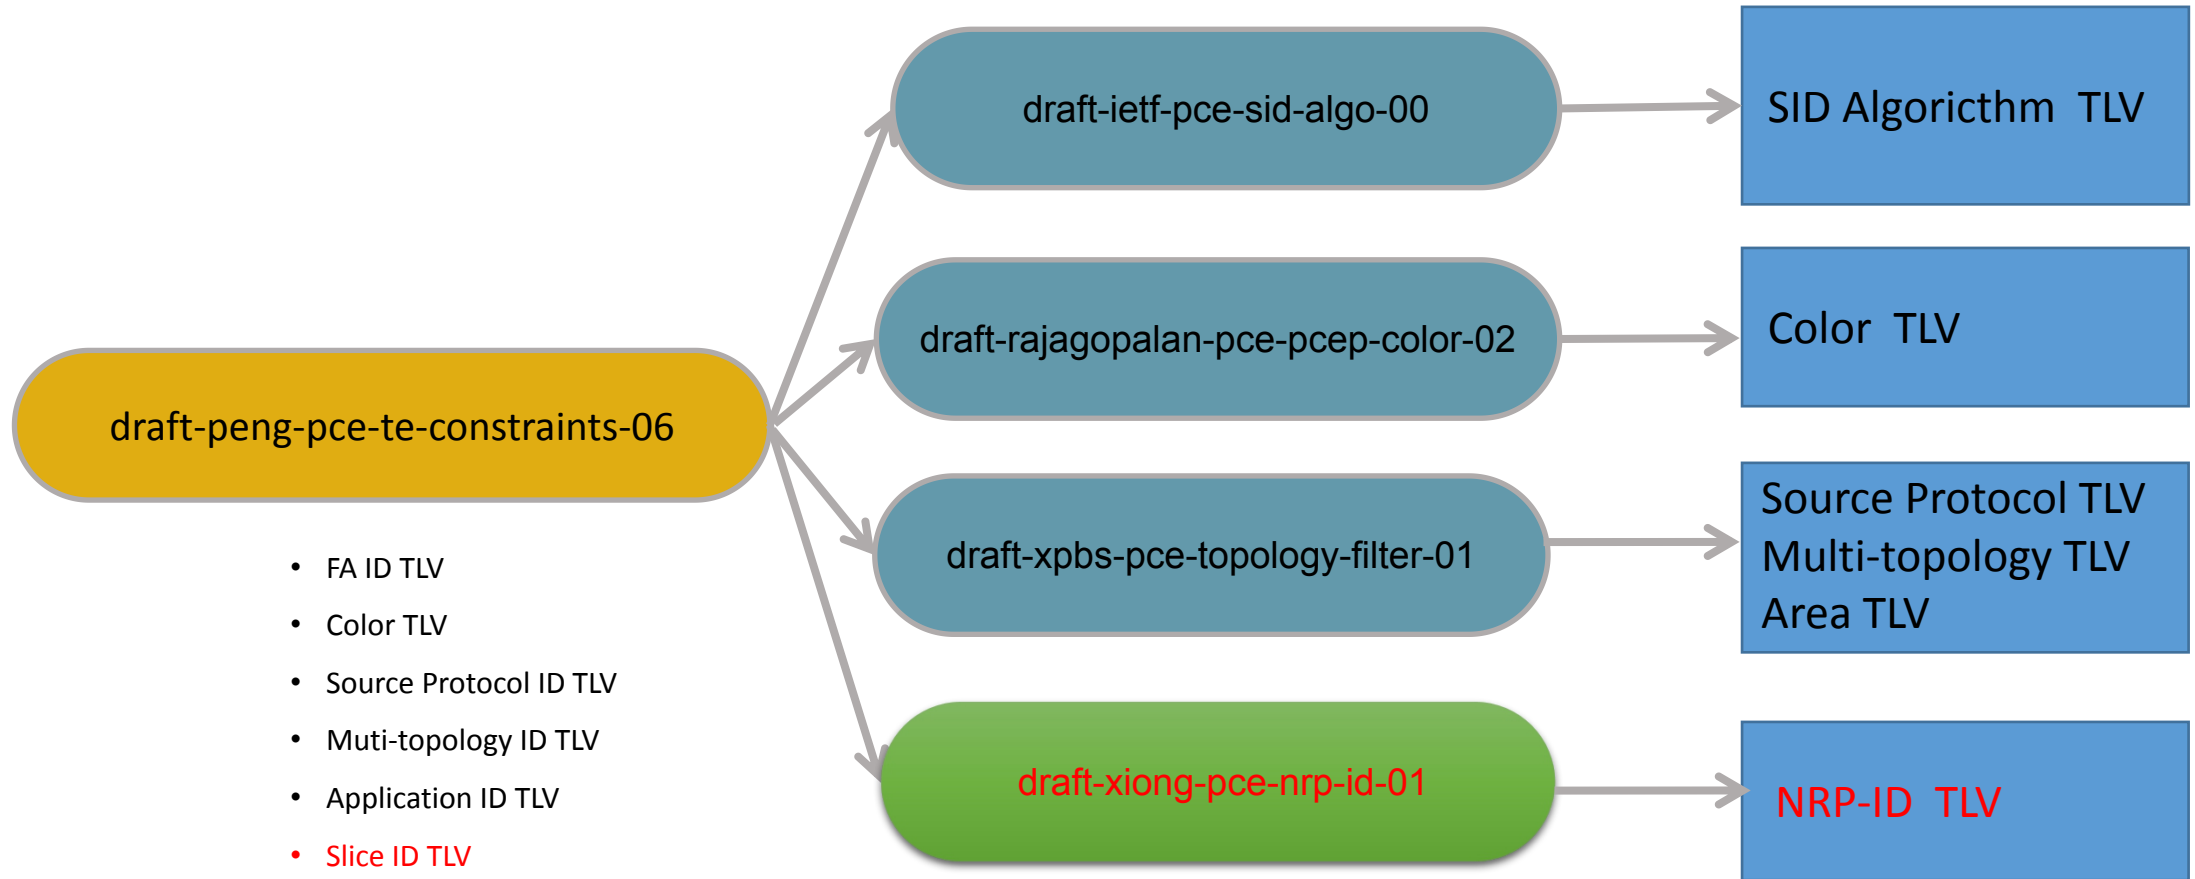 draft-peng-pce-te-constraints-06
• FA ID TLV
• Color TLV
• Source Protocol ID TLV
• Muti-topology ID TLV
• Application ID TLV
• Slice ID TLV
draft-ietf-pce-sid-algo-00
SID Algoricthm TLV
draft-rajagopalan-pce-pcep-color-02
Color TLV
draft-xpbs-pce-topology-filter-01
Source Protocol TLV
Multi-topology TLV
Area TLV
draft-xiong-pce-nrp-id-01
NRP-ID TLV